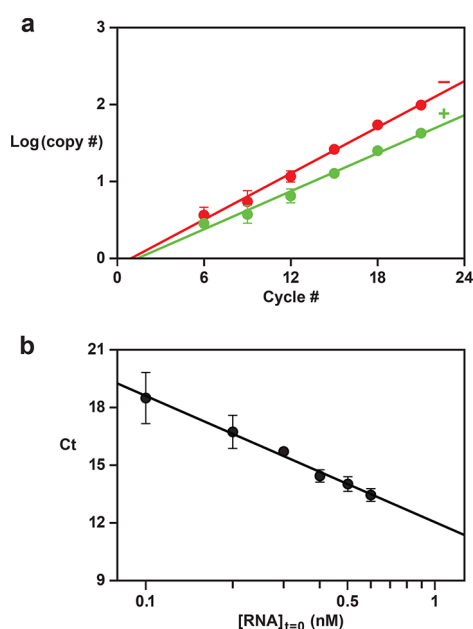 a
3
2
1
0
Log(copy #)
−
+
0 6 12 18 24
Cycle #
b
21
18
15
12
9
Ct
0.1 0.5 1
[RNA]t=0 (nM)